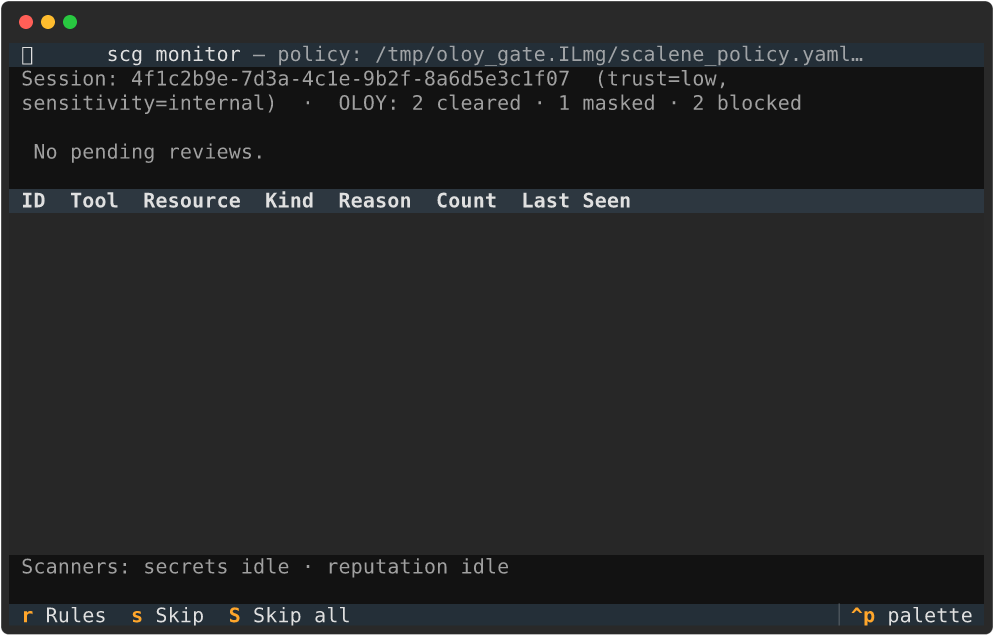 scg monitor — policy: /tmp/oloy_gate.ILmg/scalene_policy.yaml…
Session: 4f1c2b9e-7d3a-4c1e-9b2f-8a6d5e3c1f07  (trust=low,
sensitivity=internal)  ·  OLOY: 2 cleared · 1 masked · 2 blocked
No pending reviews.
ID  Tool  Resource  Kind  Reason  Count  Last Seen
Scanners: secrets idle · reputation idle
r Rules  s Skip  S Skip all  ^p palette